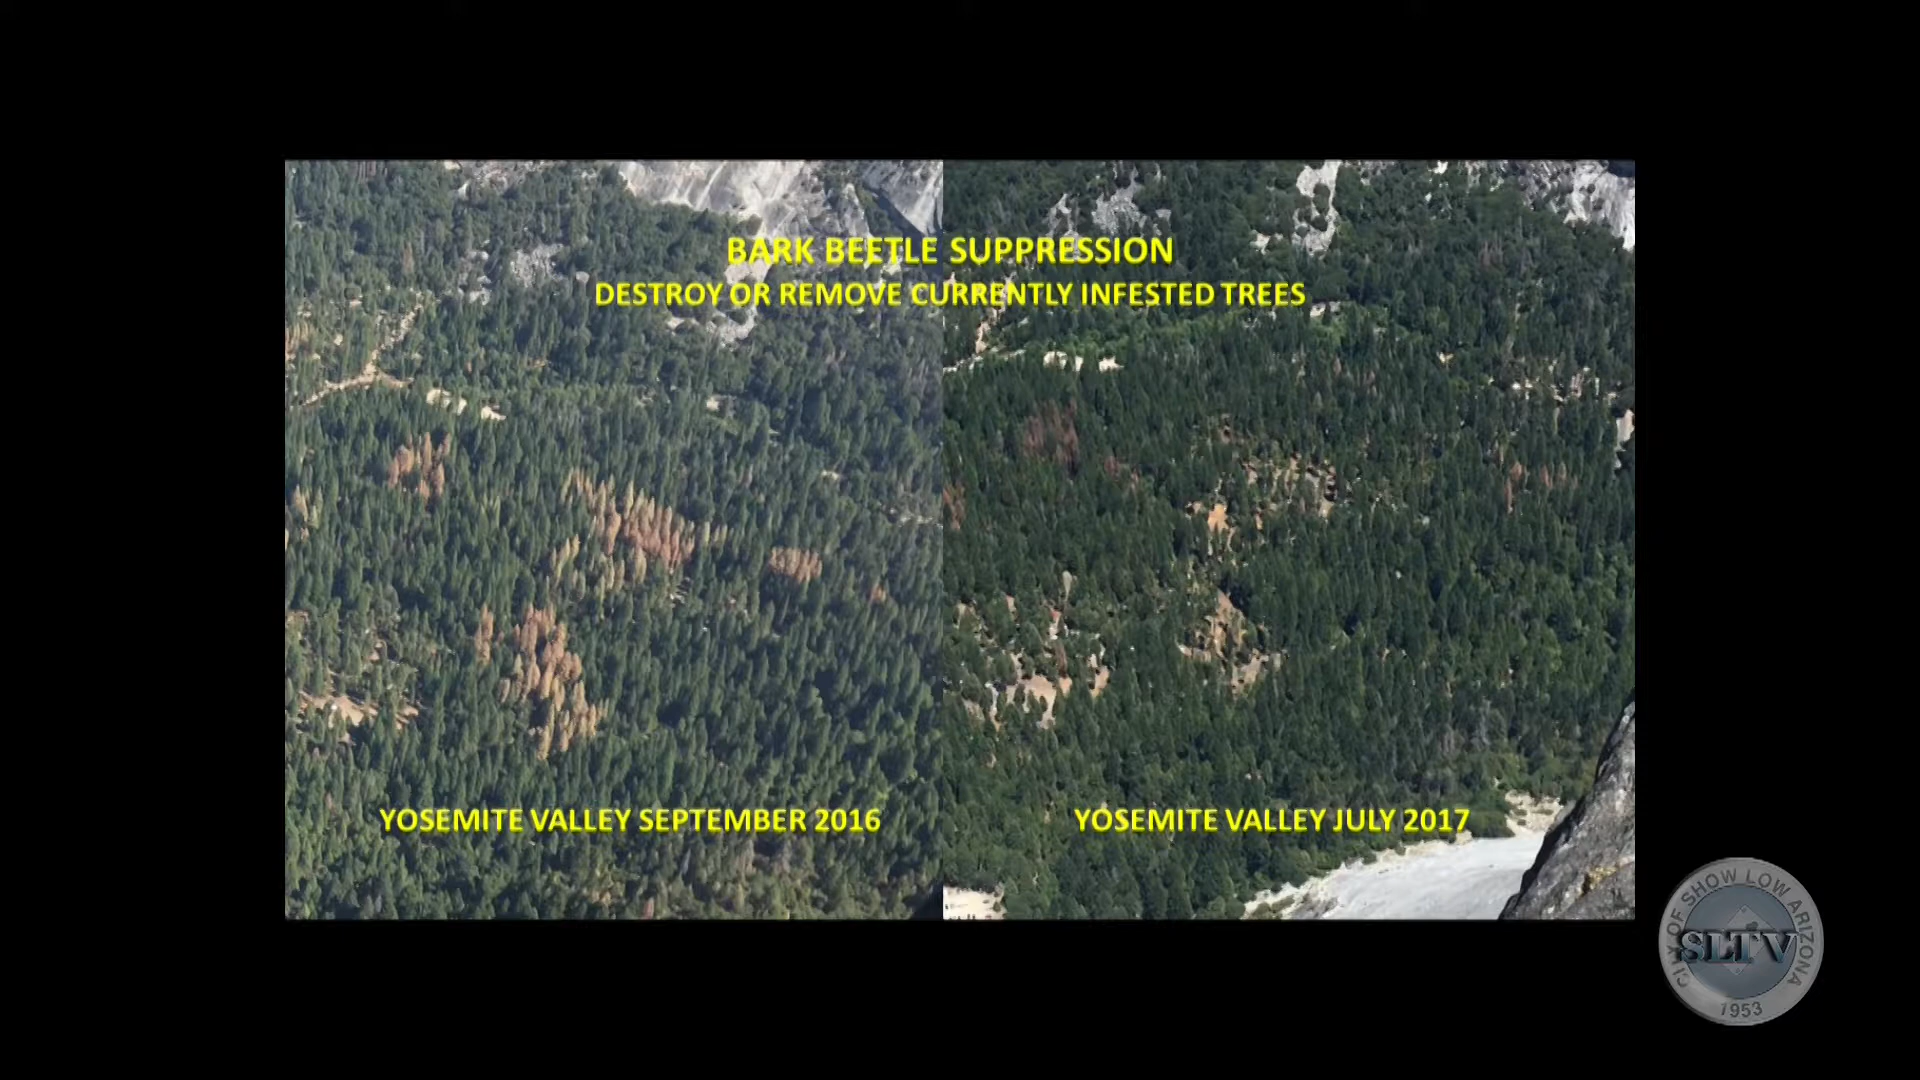 BARK BEETLE SUPPRESSION
DESTROY OR REMOVE CURRENTLY INFESTED TREES
YOSEMITE VALLEY SEPTEMBER 2016
YOSEMITE VALLEY JULY 2017
CITY OF SHOW LOW ARIZONA
SLTV
1953